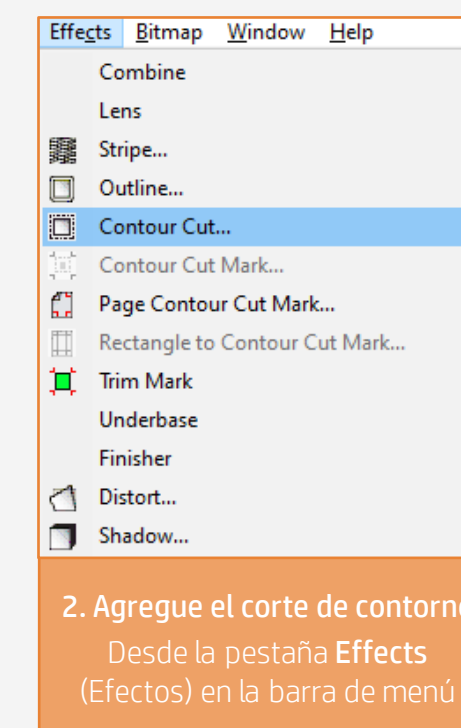 Effects Bitmap Window Help
Combine
Lens
Stripe...
Outline...
Contour Cut...
Contour Cut Mark...
Page Contour Cut Mark...
Rectangle to Contour Cut Mark...
Trim Mark
Underbase
Finisher
Distort...
Shadow...
2. Agregue el corte de contorno
Desde la pestaña Effects
(Efectos) en la barra de menú